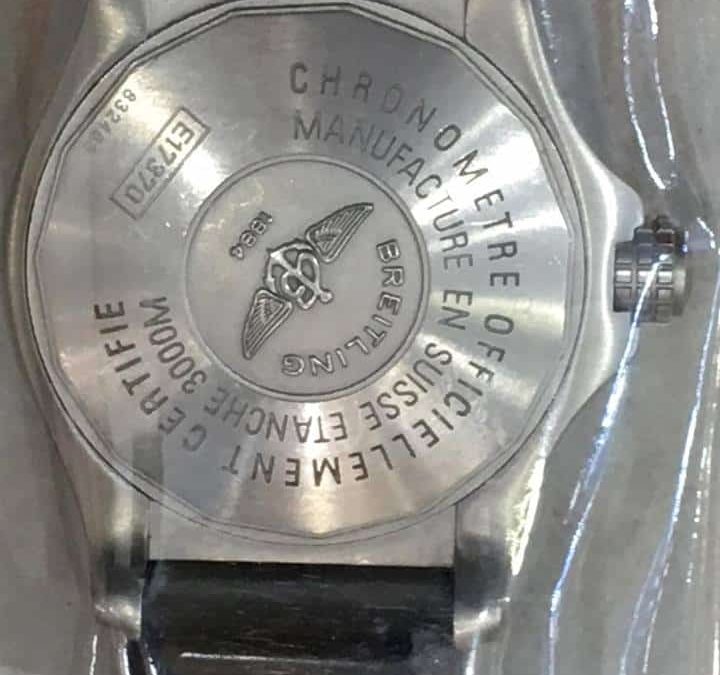 CHRONOMETRE OFFICIELLEMENT CERTIFIE
MANUFACTURE EN SUISSE ETANCHE 3000M
E17370
BREITLING
1884